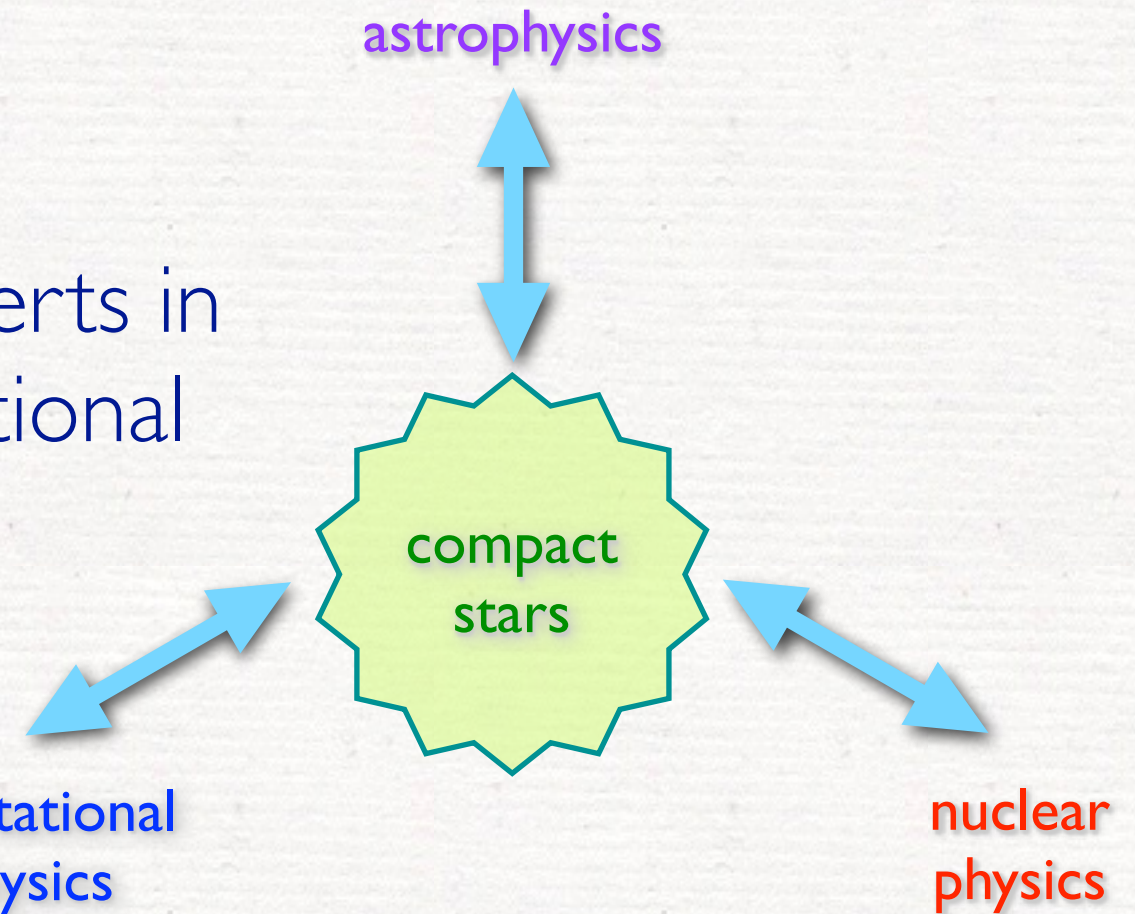 astrophysics
erts in
tional
compact
stars
tational
ysics
nuclear
physics